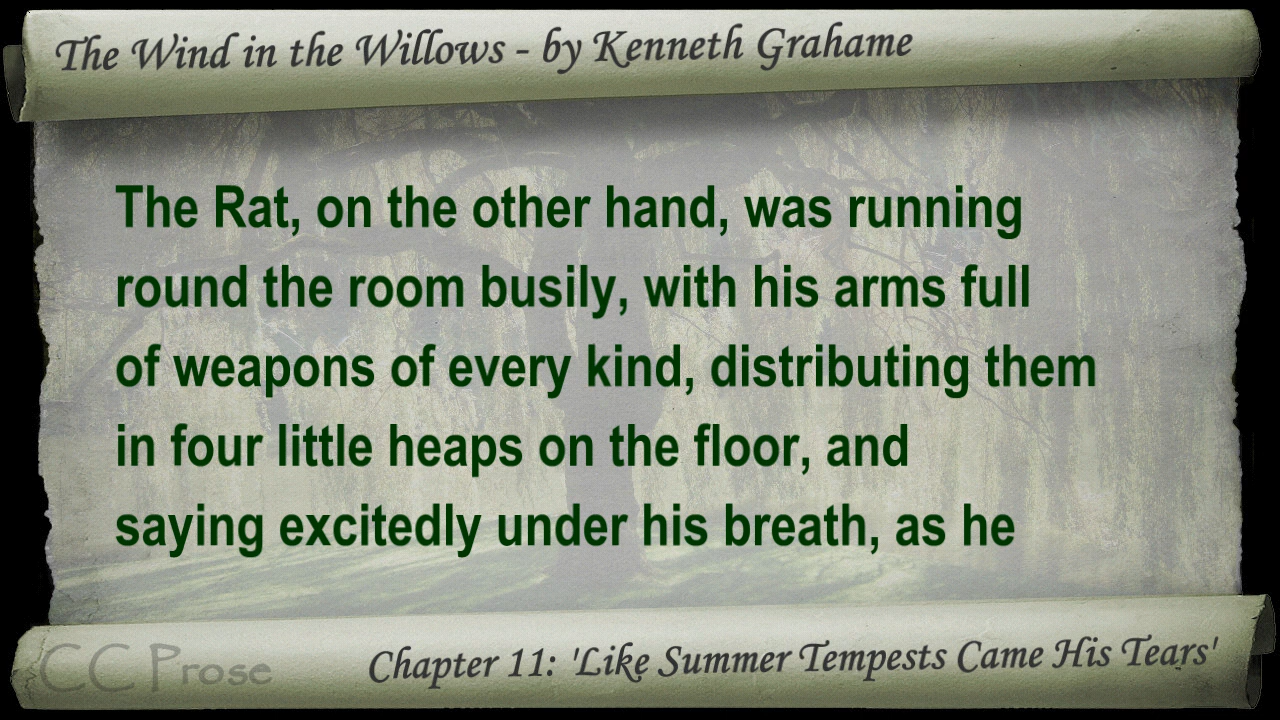 The Wind in the Willows - by Kenneth Grahame
The Rat, on the other hand, was running
round the room busily, with his arms full
of weapons of every kind, distributing them
in four little heaps on the floor, and
saying excitedly under his breath, as he
CC Prose
Chapter 11: 'Like Summer Tempests Came His Tears'